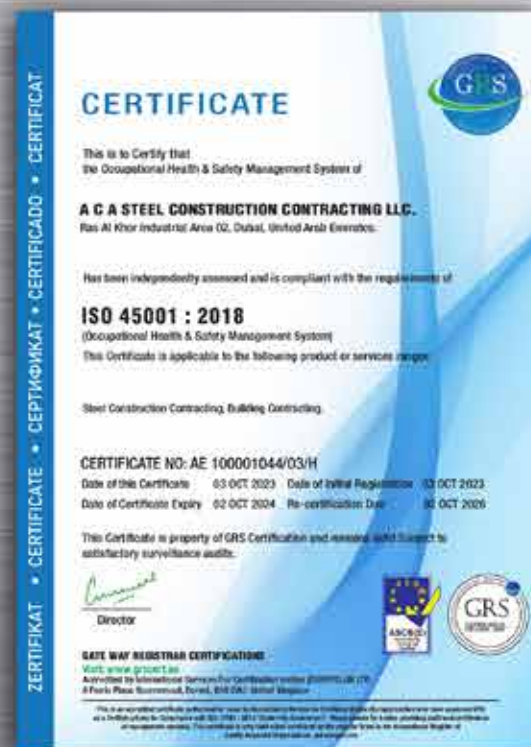 ZERTIFIKAT • CERTIFICATE • СЕРТИФИКАТ • CERTIFICADO • CERTIFICAT
GRS
CERTIFICATE
This is to Certify that
the Occupational Health & Safety Management System of
A C A STEEL CONSTRUCTION CONTRACTING LLC.
Ras Al Khor Industrial Area 02, Dubai, United Arab Emirates.
Has been independently assessed and is compliant with the requirements of
ISO 45001 : 2018
(Occupational Health & Safety Management System)
This Certificate is applicable to the following product or services ranges
Steel Construction Contracting, Building Contracting.
CERTIFICATE NO: AE 100001044/03/H
Date of this Certificate 03 OCT 2023 Date of Initial Registration 03 OCT 2023
Date of Certificate Expiry 02 OCT 2024 Re-certification Due 02 OCT 2026
This Certificate is property of GRS Certification and remains valid Subject to
satisfactory surveillance audits.
Director
GRS
GATE WAY REGISTRAR CERTIFICATIONS
Visit: www.grscert.ae